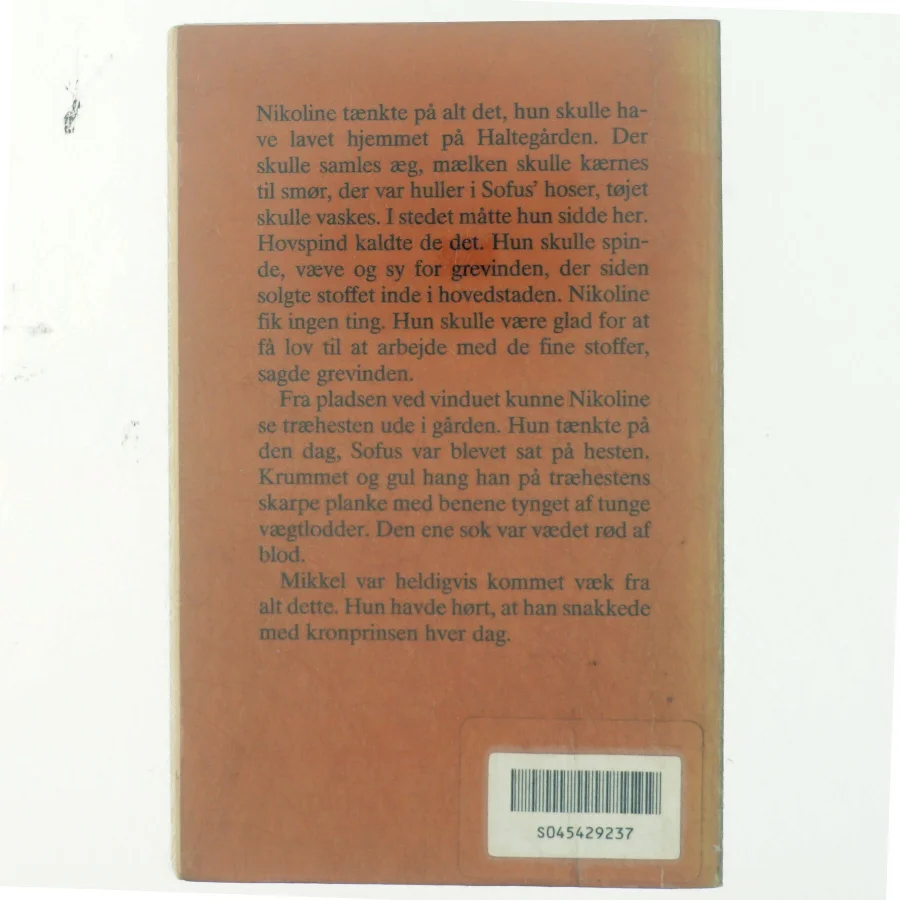 Nikoline tænkte på alt det, hun skulle ha-
ve lavet hjemmet på Haltegården. Der
skulle samles æg, mælken skulle kærnes
til smør, der var huller i Sofus’ hoser, tøjet
skulle vaskes. I stedet måtte hun sidde her.
Hovspind kaldte de det. Hun skulle spin-
de, væve og sy for grevinden, der siden
solgte stoffet inde i hovedstaden. Nikoline
fik ingen ting. Hun skulle være glad for at
få lov til at arbejde med de fine stoffer,
sagde grevinden.
Fra pladsen ved vinduet kunne Nikoline
se træhesten ude i gården. Hun tænkte på
den dag, Sofus var blevet sat på hesten.
Krummet og gul hang han på træhestens
skarpe planke med benene tynget af tunge
vægtlodder. Den ene sok var vædet rød af
blod.
Mikkel var heldigvis kommet væk fra
alt dette. Hun havde hørt, at han snakkede
med kronprinsen hver dag.
S045429237